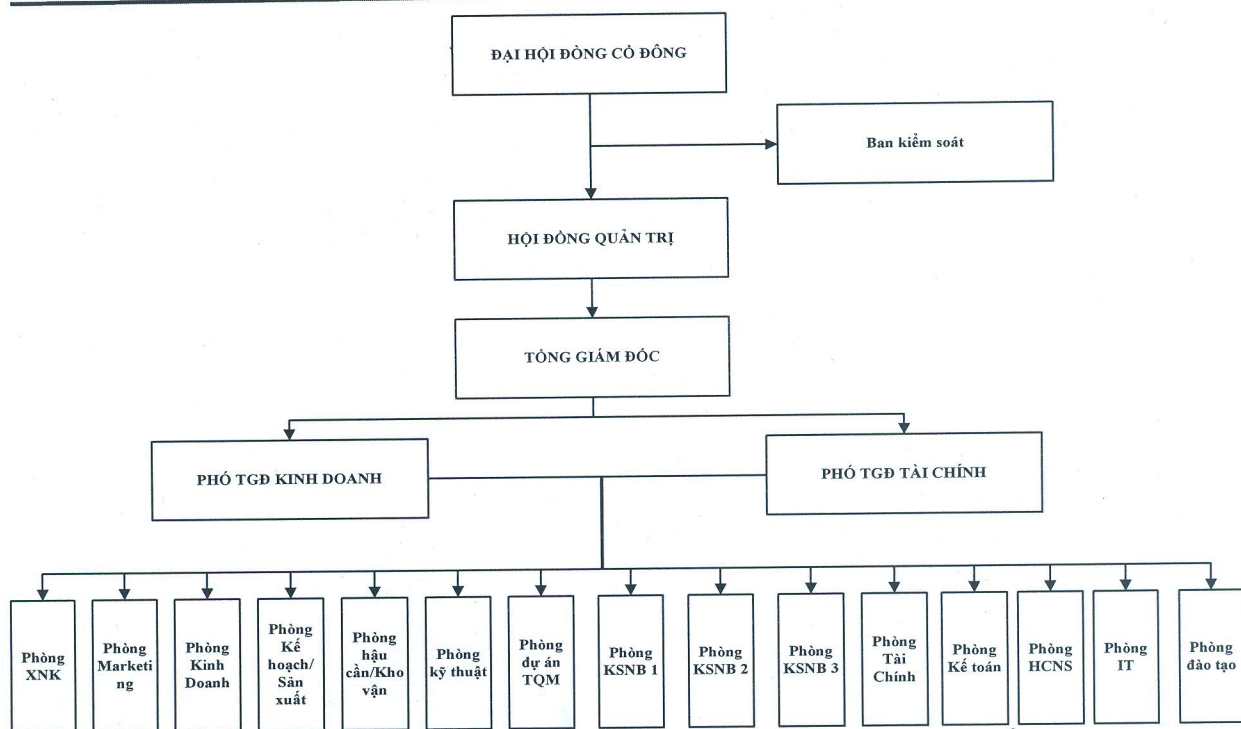 ĐẠI HỘI ĐỒNG CỔ ĐÔNG
Ban kiểm soát
HỘI ĐỒNG QUẢN TRỊ
TỔNG GIÁM ĐỐC
PHÓ TGĐ KINH DOANH
PHÓ TGĐ TÀI CHÍNH
Phòng
XNK
Phòng
Marketi
ng
Phòng
Kinh
Doanh
Phòng
Kế
hoạch/
Sản
xuất
Phòng
hậu
cần/Kho
vận
Phòng
kỹ thuật
Phòng
dự án
TQM
Phòng
KSNB 1
Phòng
KSNB 2
Phòng
KSNB 3
Phòng
Tài
Chính
Phòng
Kế toán
Phòng
HCNS
Phòng
IT
Phòng
đào tạo